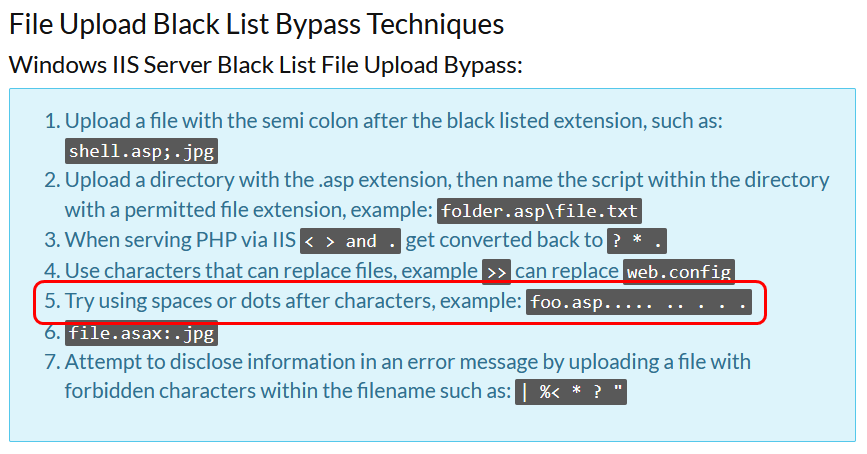 File Upload Black List Bypass Techniques
Windows IIS Server Black List File Upload Bypass:
1. Upload a file with the semi colon after the black listed extension, such as:
shell.asp;.jpg
2. Upload a directory with the .asp extension, then name the script within the directory
with a permitted file extension, example: folder.asp\file.txt
3. When serving PHP via IIS < > and . get converted back to ? * .
4. Use characters that can replace files, example >> can replace web.config
5. Try using spaces or dots after characters, example: foo.asp..... .. . . .
6. file.asax:.jpg
7. Attempt to disclose information in an error message by uploading a file with
forbidden characters within the filename such as: | %< * ? "